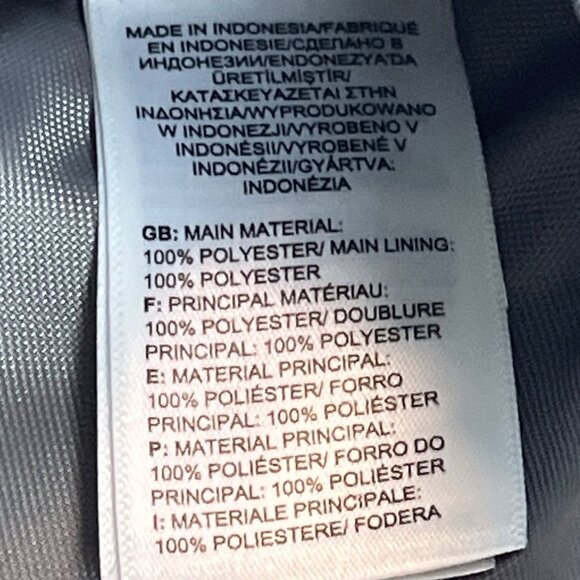 MADE IN INDONESIA/FABRIQUÉ
EN INDONESIE/СДЕЛАНО В
ИНДОНЕЗИИ/ENDONEZYA'DA
ÜRETİLMİŞTİR/
ΚΑΤΑΣΚΕΥΑΖΕΤΑΙ ΣΤΗΝ
ΙΝΔΟΝΗΣΙΑ/WYPRODUKOWANO
W INDONEZJI/VYROBENO V
INDONÉSII/VYROBENÉ V
INDONÉZII/GYÁRTVA:
INDONÉZIA
GB: MAIN MATERIAL:
100% POLYESTER/ MAIN LINING:
100% POLYESTER
F: PRINCIPAL MATÉRIAU:
100% POLYESTER/ DOUBLURE
PRINCIPAL: 100% POLYESTER
E: MATERIAL PRINCIPAL:
100% POLIÉSTER/ FORRO
PRINCIPAL: 100% POLIÉSTER
P: MATERIAL PRINCIPAL:
100% POLIÉSTER/ FORRO DO
PRINCIPAL: 100% POLIÉSTER
I: MATERIALE PRINCIPALE:
100% POLIESTERE/ FODERA